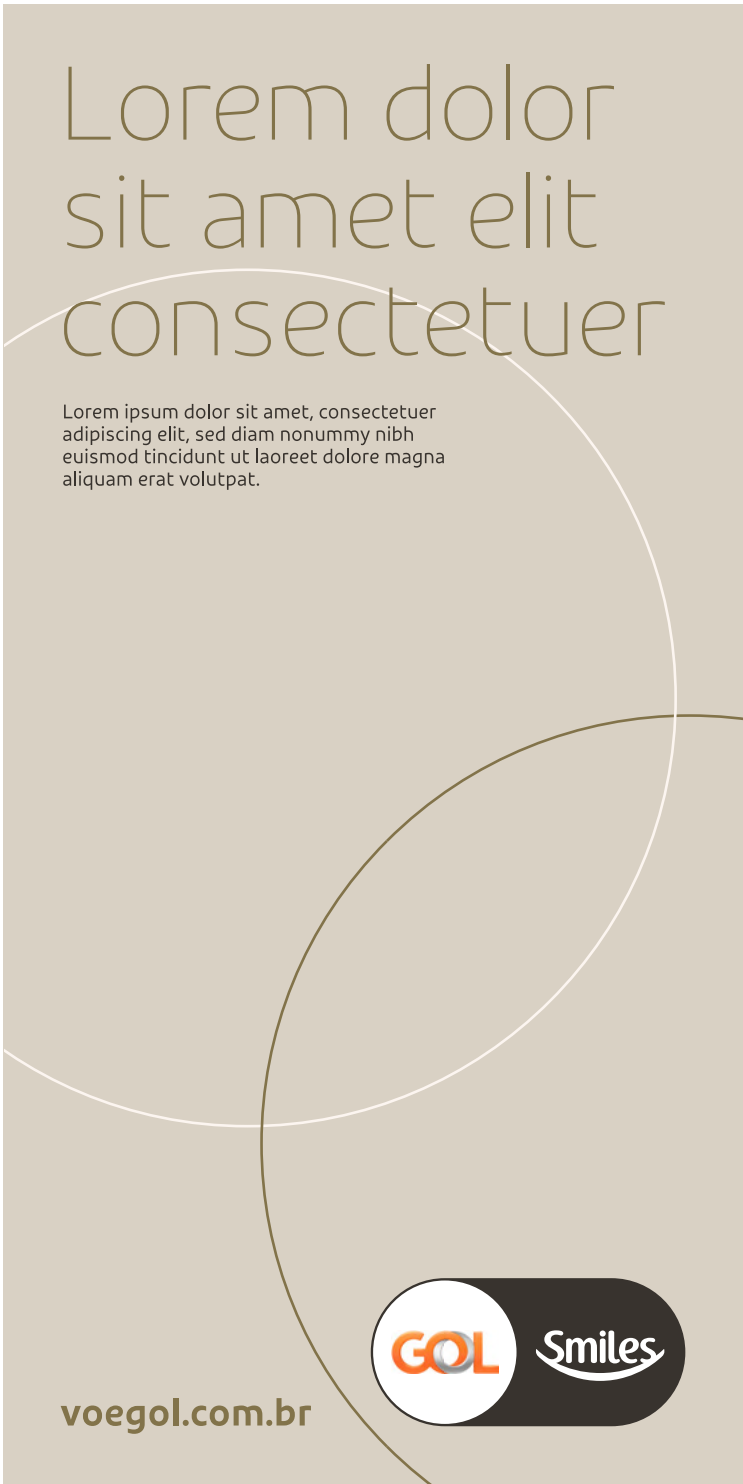 Lorem dolor
sit amet elit
consectetuer
Lorem ipsum dolor sit amet, consectetuer
adipiscing elit, sed diam nonummy nibh
euismod tincidunt ut laoreet dolore magna
aliquam erat volutpat.
GOL Smiles
voegol.com.br